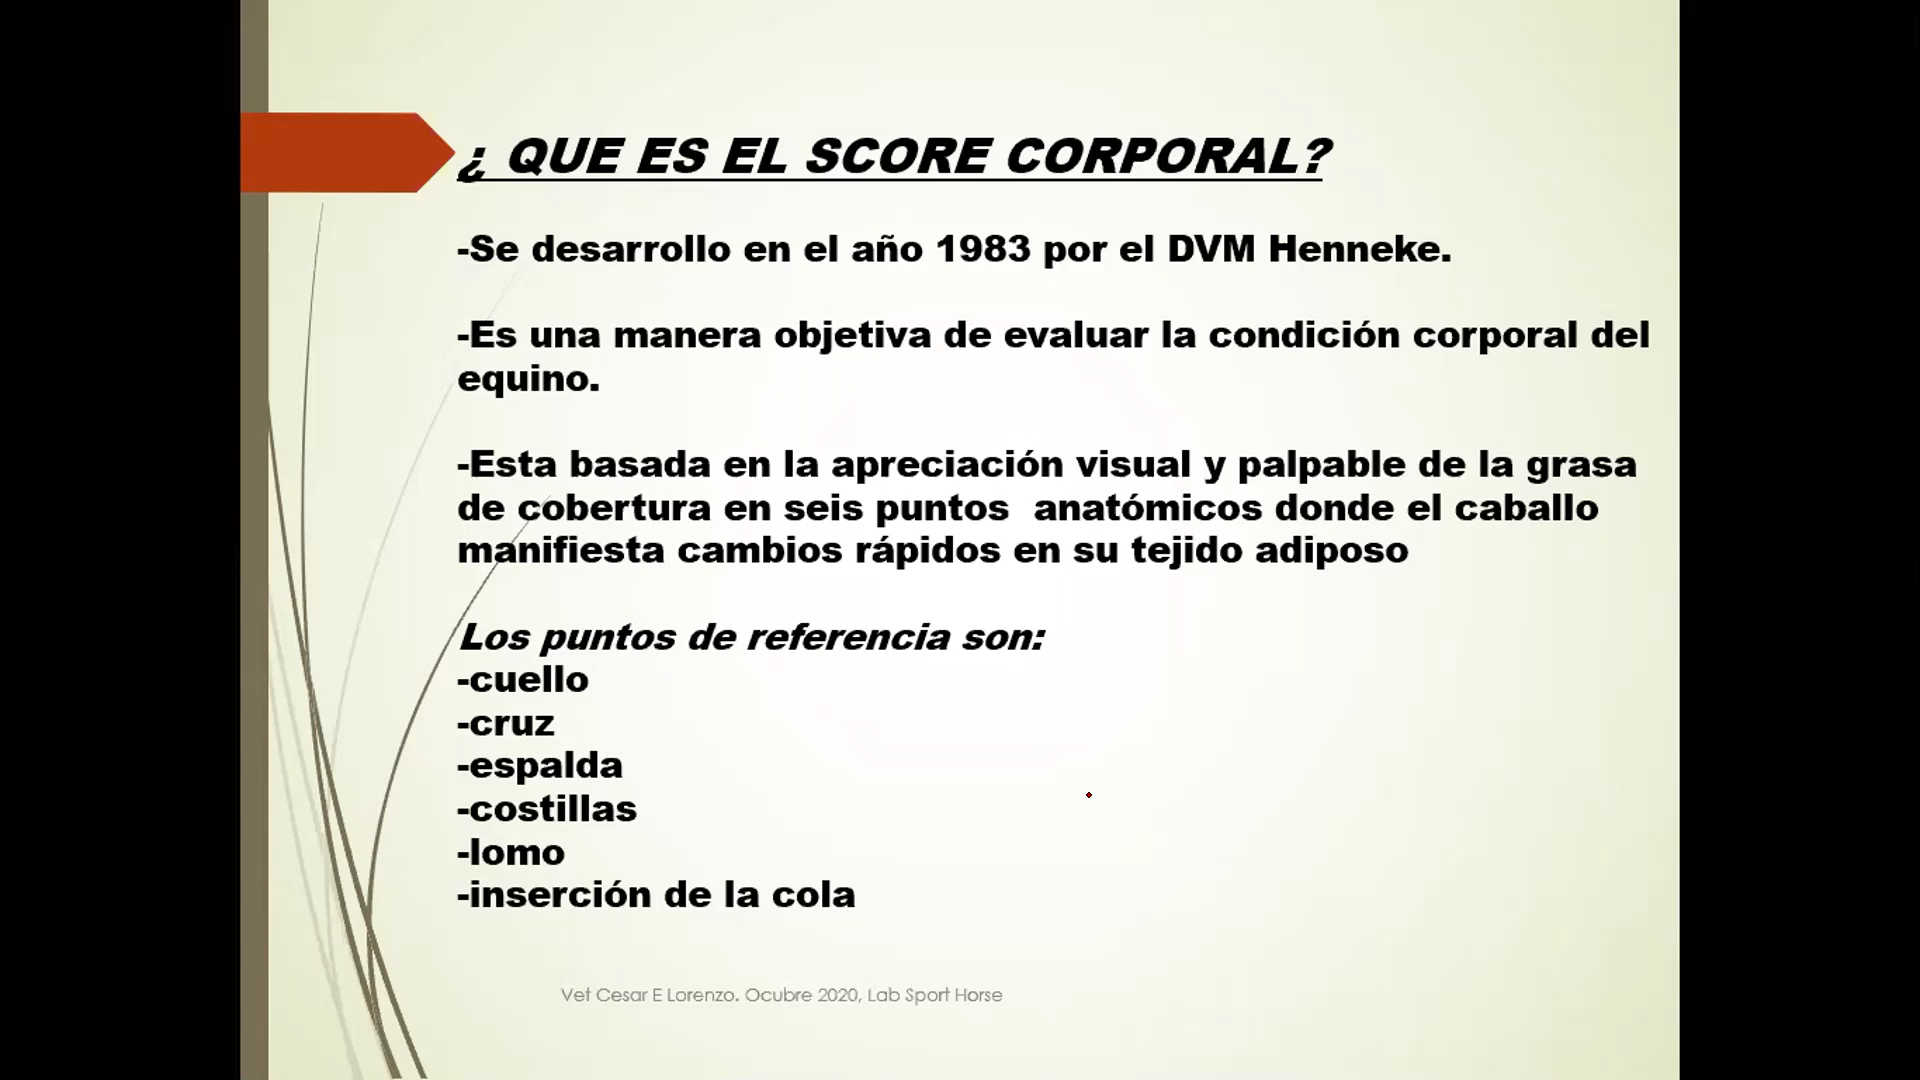 ¿ QUE ES EL SCORE CORPORAL?
-Se desarrollo en el año 1983 por el DVM Henneke.
-Es una manera objetiva de evaluar la condición corporal del
equino.
-Esta basada en la apreciación visual y palpable de la grasa
de cobertura en seis puntos  anatómicos donde el caballo
manifiesta cambios rápidos en su tejido adiposo
Los puntos de referencia son:
-cuello
-cruz
-espalda
-costillas
-lomo
-inserción de la cola
Vet Cesar E Lorenzo. Ocubre 2020, Lab Sport Horse